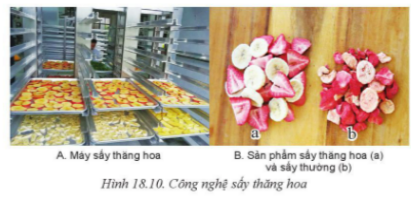 a
b
A. Máy sấy thăng hoa
B. Sản phẩm sấy thăng hoa (a)
và sấy thường (b)
Hình 18.10. Công nghệ sấy thăng hoa